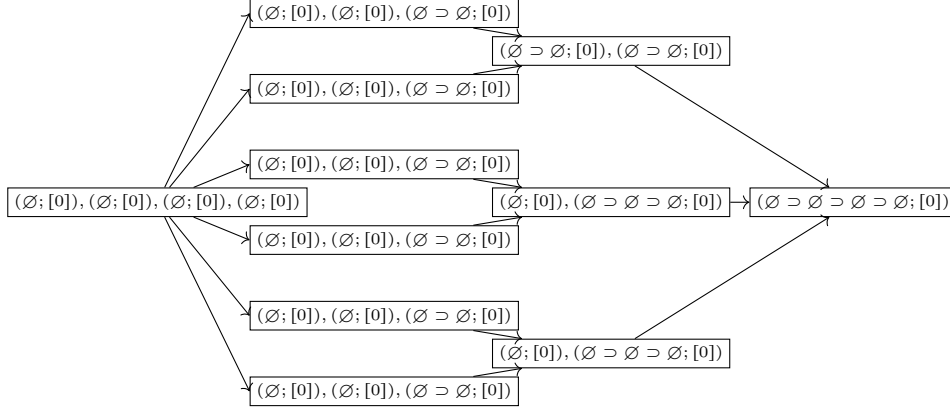 (∅; [0]), (∅; [0]), (∅ ⊃ ∅; [0])
(∅ ⊃ ∅; [0]), (∅ ⊃ ∅; [0])
(∅; [0]), (∅; [0]), (∅ ⊃ ∅; [0])
(∅; [0]), (∅; [0]), (∅ ⊃ ∅; [0])
(∅; [0]), (∅; [0]), (∅; [0]), (∅; [0])
(∅; [0]), (∅ ⊃ ∅ ⊃ ∅; [0])
(∅ ⊃ ∅ ⊃ ∅ ⊃ ∅; [0])
(∅; [0]), (∅; [0]), (∅ ⊃ ∅; [0])
(∅; [0]), (∅; [0]), (∅ ⊃ ∅; [0])
(∅; [0]), (∅ ⊃ ∅ ⊃ ∅; [0])
(∅; [0]), (∅; [0]), (∅ ⊃ ∅; [0])